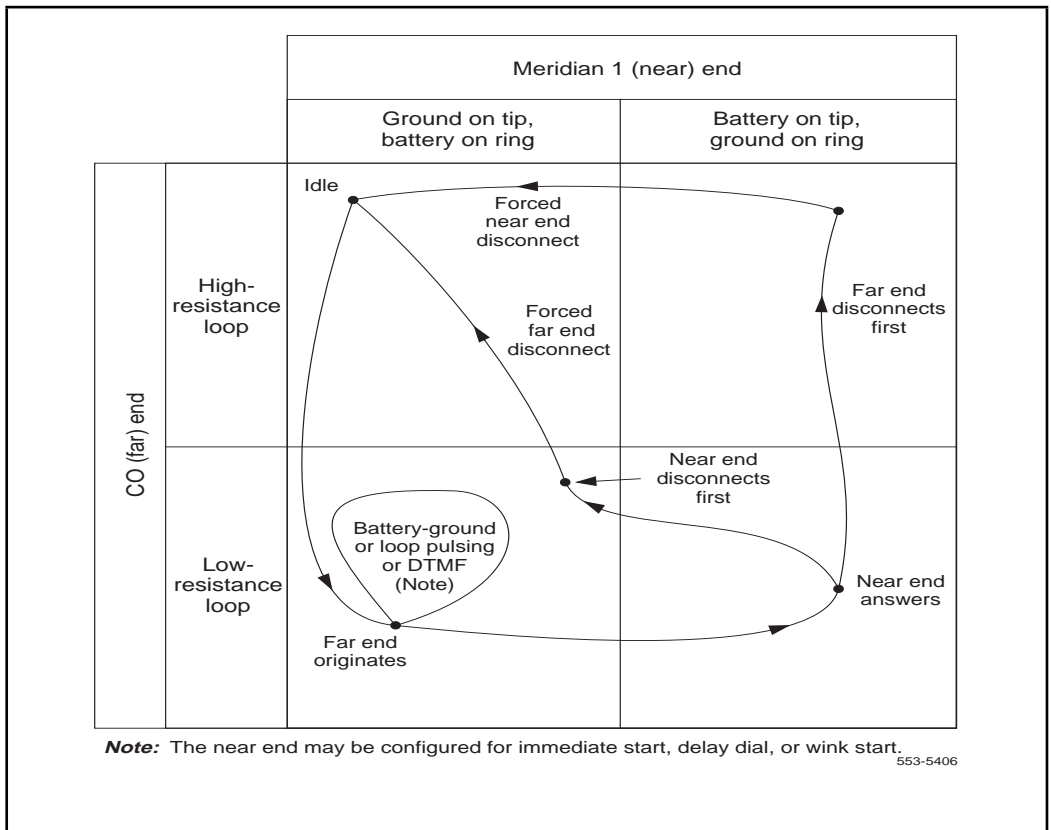 Meridian 1 (near) end
Ground on tip,
battery on ring
Battery on tip,
ground on ring
CO (far) end
High-
resistance
loop
Idle
Forced
near end
disconnect
Forced
far end
disconnect
Far end
disconnects
first
Low-
resistance
loop
Near end
disconnects
first
Battery-ground
or loop pulsing
or DTMF
(Note)
Near end
answers
Far end
originates
Note: The near end may be configured for immediate start, delay dial, or wink start.
553-5406